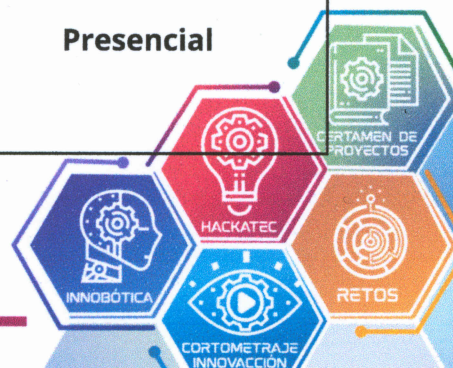 Presencial
CERTAMEN DE
PROYECTOS
HACKATEC
INNOBÓTICA
RETOS
CORTOMETRAJE
INNOVACCIÓN